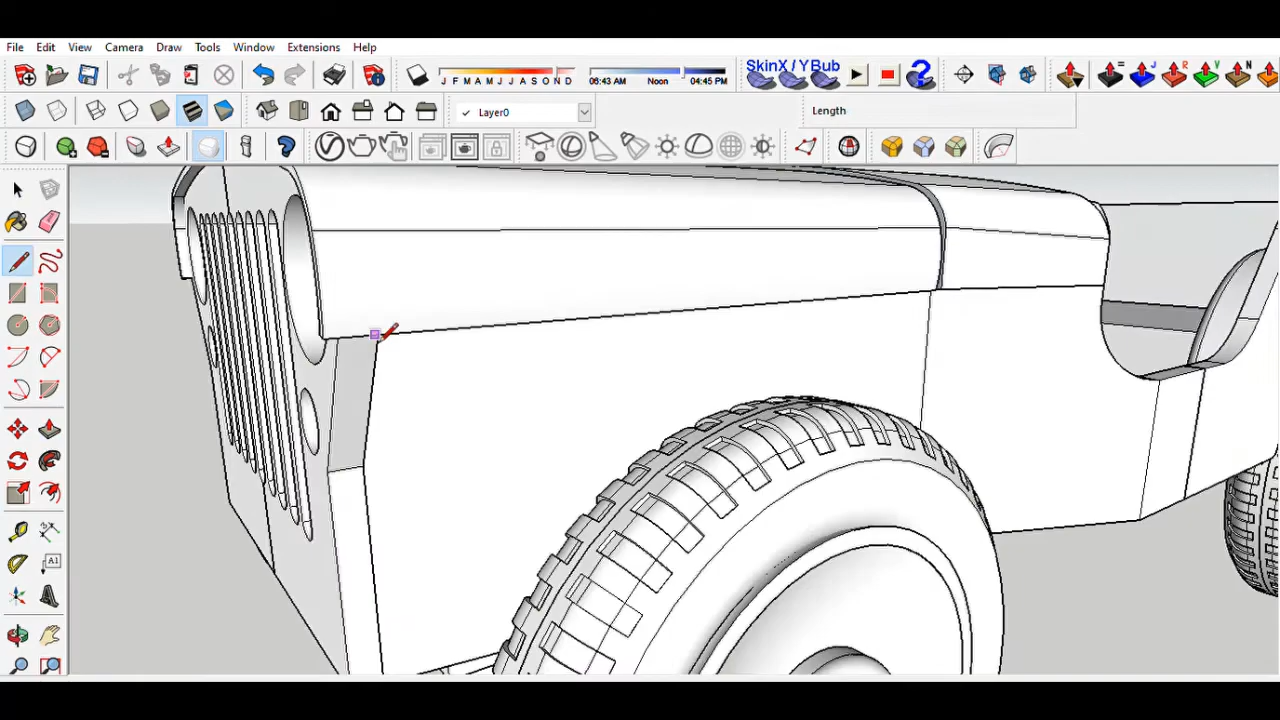 File Edit View Camera Draw Tools Window Extensions Help
J F M A M J J A S O N D
06:43 AM Noon 04:45 PM
SkinX / YBub
= J R V N
Layer0
Length
A1